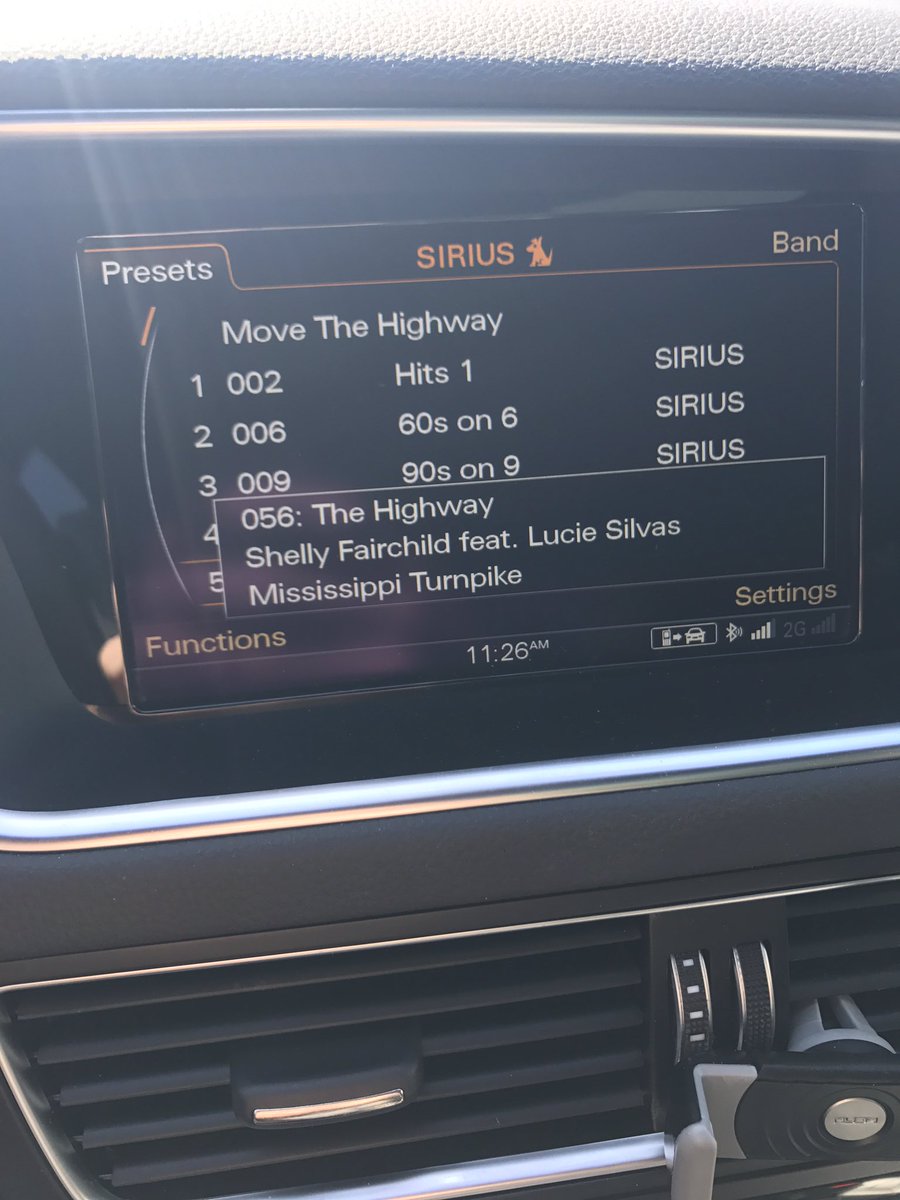 Presets SIRIUS Band
Move The Highway
1 002 Hits 1 SIRIUS
2 006 60s on 6 SIRIUS
3 009 90s on 9 SIRIUS
4
056: The Highway
Shelly Fairchild feat. Lucie Silvas
5
Mississippi Turnpike
Settings
Functions
11:26AM
2G